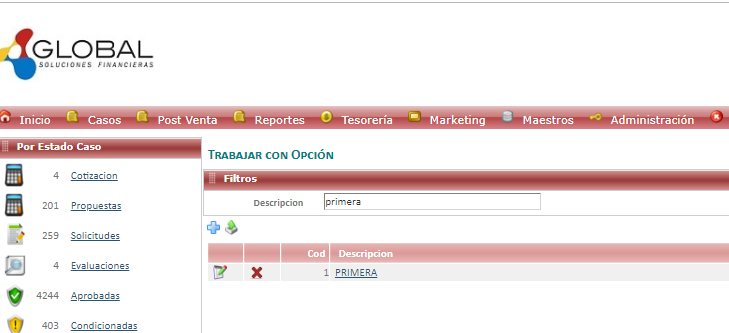 GLOBAL
SOLUCIONES FINANCIERAS
Inicio Casos Post Venta Reportes Tesorería Marketing Maestros Administración
Por Estado Caso
4 Cotizacion
201 Propuestas
259 Solicitudes
4 Evaluaciones
4244 Aprobadas
403 Condicionadas
Trabajar con Opción
Filtros
Descripcion primera
Cod Descripcion
1 PRIMERA